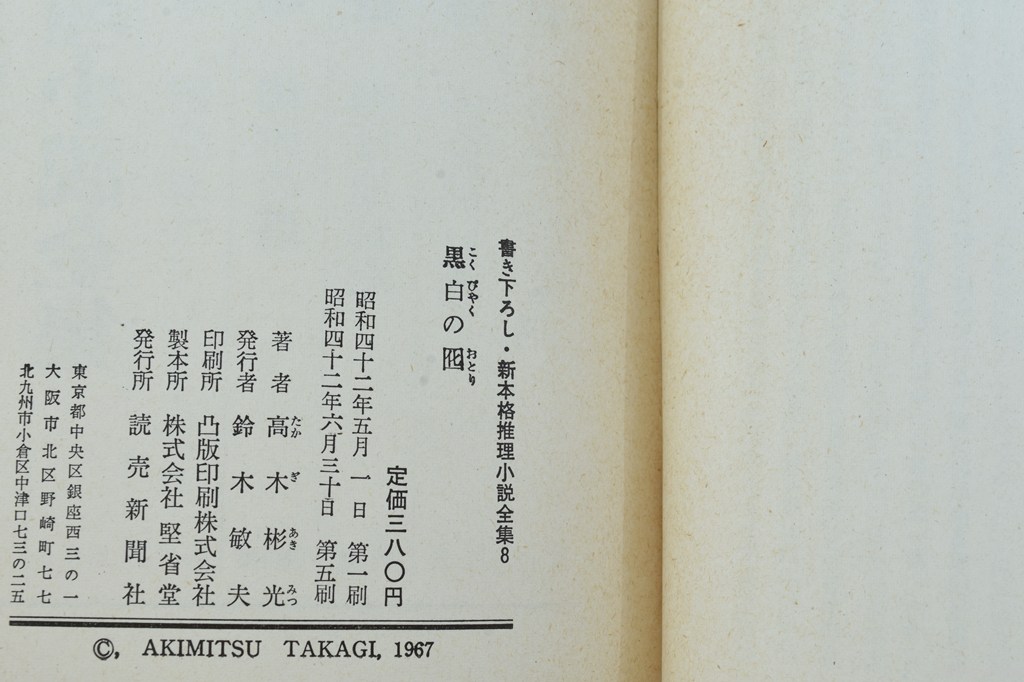 書き下ろし・新本格推理小説全集8
黒白の囮
こくびゃく おとり
定価三八〇円
昭和四十二年五月一日 第一刷
昭和四十二年六月三十日 第五刷
著者 高木彬光
たかぎあきみつ
発行者 鈴木敏夫
印刷所 凸版印刷株式会社
製本所 株式会社堅省堂
発行所 読売新聞社
東京都中央区銀座西三の一
大阪市北区野崎町七七
北九州市小倉区中津口七三の二五
©, AKIMITSU TAKAGI, 1967